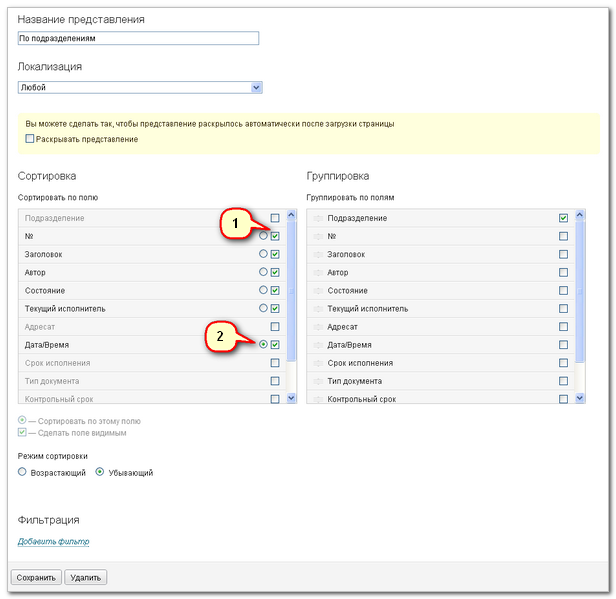 Название представления
По подразделениям
Локализация
Любой
Вы можете сделать так, чтобы представление раскрылось автоматически после загрузки страницы
Раскрывать представление
Сортировка
Сортировать по полю
Подразделение
№
Заголовок
Автор
Состояние
Текущий исполнитель
Адресат
Дата/Время
Срок исполнения
Тип документа
Контрольный срок
1
2
— Сортировать по этому полю
— Сделать поле видимым
Группировка
Группировать по полям
Подразделение
№
Заголовок
Автор
Состояние
Текущий исполнитель
Адресат
Дата/Время
Срок исполнения
Тип документа
Контрольный срок
Режим сортировки
Возрастающий Убывающий
Фильтрация
Добавить фильтр
Сохранить Удалить